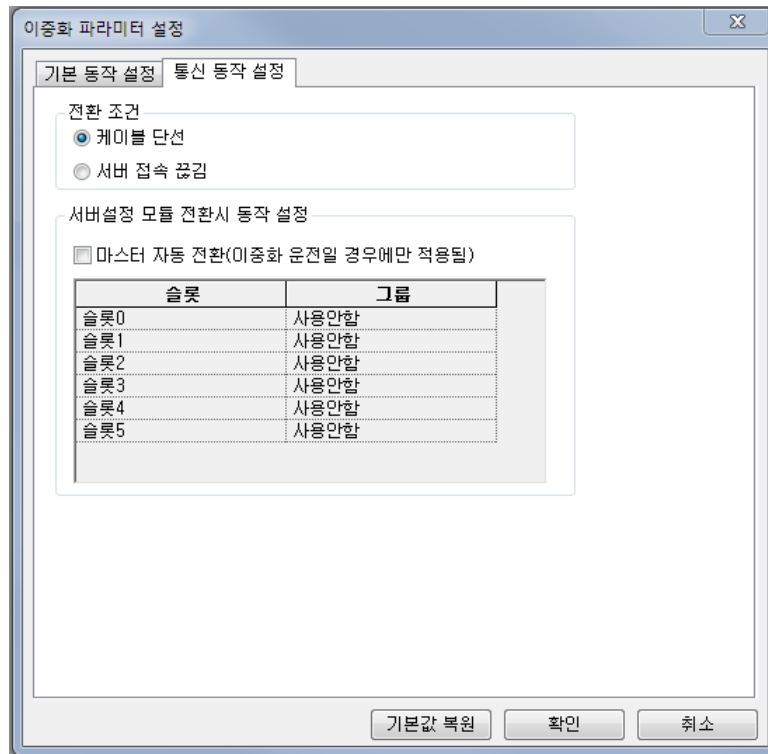 이중화 파라미터 설정
기본 동작 설정 통신 동작 설정
전환 조건
케이블 단선
서버 접속 끊김
서버설정 모듈 전환시 동작 설정
마스터 자동 전환(이중화 운전일 경우에만 적용됨)
슬롯 그룹
슬롯0 사용안함
슬롯1 사용안함
슬롯2 사용안함
슬롯3 사용안함
슬롯4 사용안함
슬롯5 사용안함
기본값 복원 확인 취소